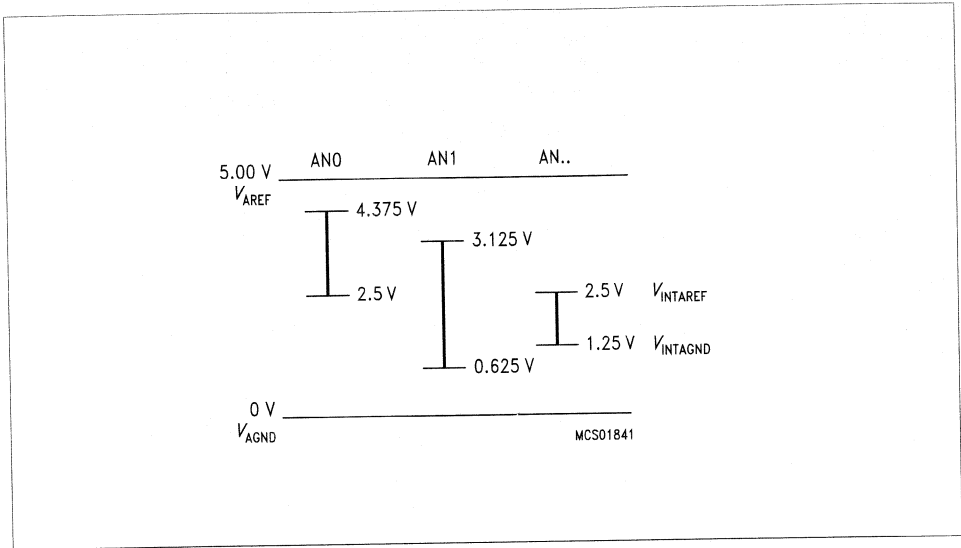 AN0 AN1 AN..
5.00 V
VAREF
4.375 V
3.125 V
2.5 V
2.5 V VINTAREF
1.25 V VINTAGND
0.625 V
0 V
VAGND
MCS01841